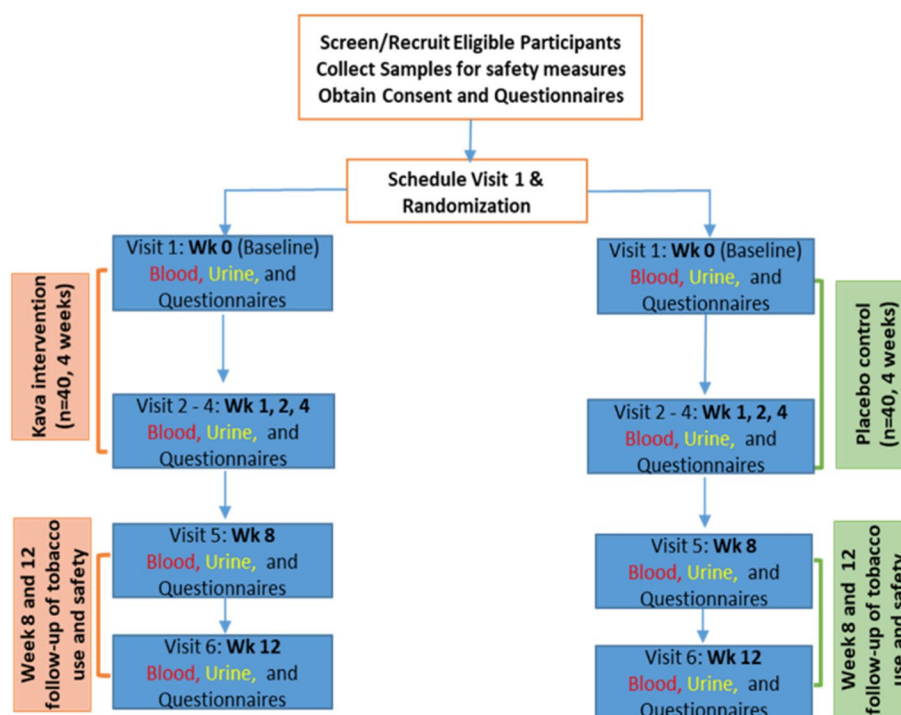 Screen/Recruit Eligible Participants
Collect Samples for safety measures
Obtain Consent and Questionnaires
Schedule Visit 1 &
Randomization
Kava intervention
(n=40, 4 weeks)
Visit 1: Wk 0 (Baseline)
Blood, Urine, and
Questionnaires
Visit 2 - 4: Wk 1, 2, 4
Blood, Urine, and
Questionnaires
Week 8 and 12
follow-up of tobacco
use and safety
Visit 5: Wk 8
Blood, Urine, and
Questionnaires
Visit 6: Wk 12
Blood, Urine, and
Questionnaires
Visit 1: Wk 0 (Baseline)
Blood, Urine, and
Questionnaires
Visit 2 - 4: Wk 1, 2, 4
Blood, Urine, and
Questionnaires
Placebo control
(n=40, 4 weeks)
Visit 5: Wk 8
Blood, Urine, and
Questionnaires
Visit 6: Wk 12
Blood, Urine, and
Questionnaires
Week 8 and 12
follow-up of tobacco
use and safety